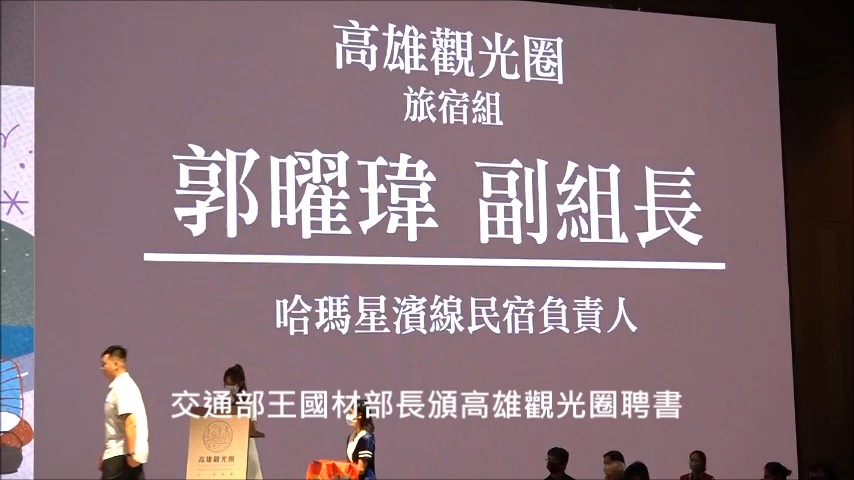 高雄觀光圈
旅宿組
郭曜瑋 副組長
哈瑪星濱線民宿負責人
交通部王國材部長頒高雄觀光圈聘書
高雄觀光圈